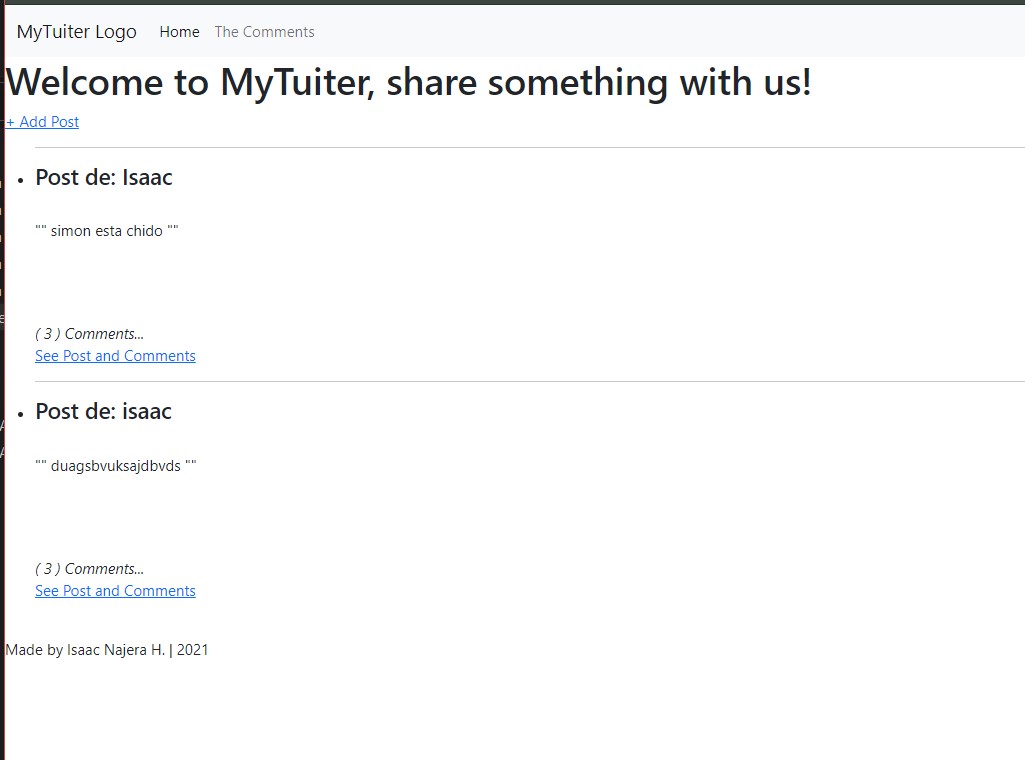 MyTuiter Logo Home The Comments
Welcome to MyTuiter, share something with us!
+ Add Post
Post de: Isaac
"" simon esta chido ""
( 3 ) Comments...
See Post and Comments
Post de: isaac
"" duagsbvuksajdbvds ""
( 3 ) Comments...
See Post and Comments
Made by Isaac Najera H. | 2021